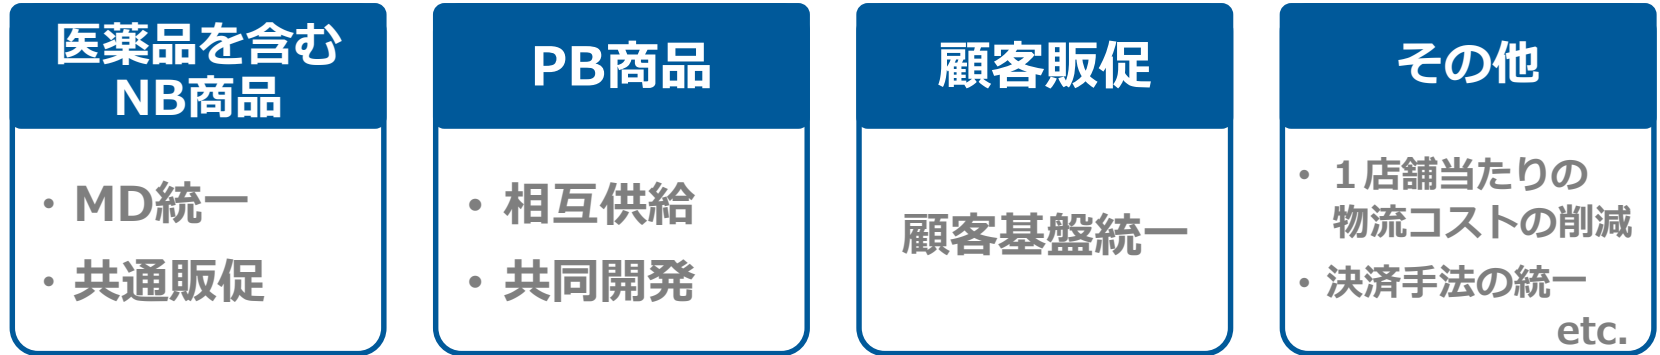 医薬品を含む
NB商品
・MD統一
・共通販促
PB商品
• 相互供給
• 共同開発
顧客販促
顧客基盤統一
その他
• １店舗当たりの
物流コストの削減
• 決済手法の統一
etc.